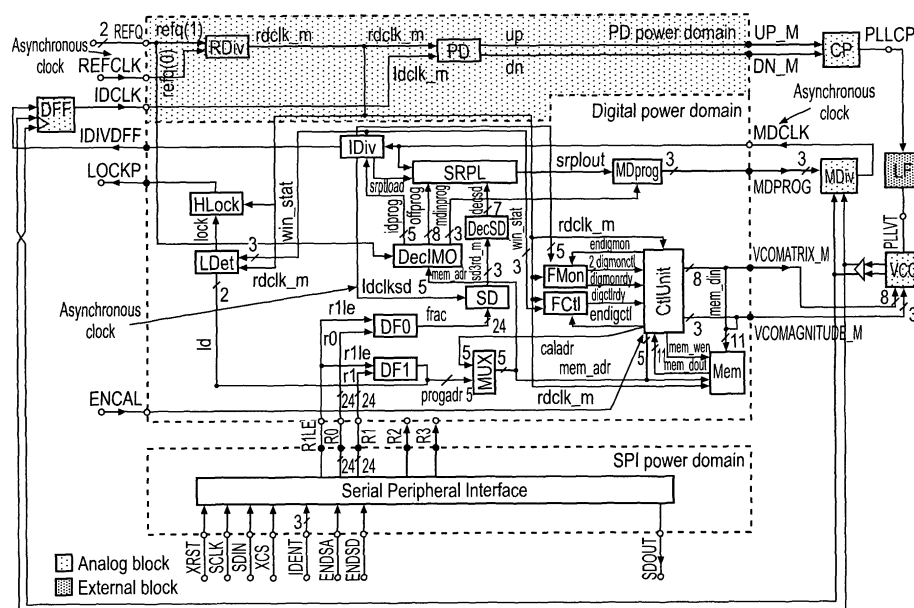 2 REFQ refq(1)
Asynchronous clock
REFCLK
refq(0)
RDiv
rdclk_m
rdclk_m
PD
up
dn
PD power domain
UP_M
DN_M
CP
PLLCP
ldclk_m
DFF
IDCLK
IDIVDFF
LOCKP
Digital power domain
Asynchronous clock
MDCLK
IDiv
SRPL
srplout
MDprog
3
3
MDPROG
MDiv
LF
PLLVT
HLock
lock
win_stat
srptload
idprog
5
offprog
8
mdinprog
3
decsd
7
DecSD
win_stat
3
rdclk_m
3
LDet
rdclk_m
2
DecIMO
mem_adr
sd3rd_m
3
5
endigmon
FMon
2 digmonctl
digmonrdy
FCtl
digctlrdy
endigctl
CtlUnit
8
mem_din
3
VCOMATRIX_M
VCO
8
3
VCOMAGNITUDE_M
Asynchronous clock
ldclksd
5
SD
24
r1le
r0
DF0
frac
ld
r1le
r1
DF1
24
24
progadr
5
5
MUX
5
caladr
mem_adr
rdclk_m
5
11
mem_wen
mem_dout
11
11
Mem
ENCAL
R1LE
R0
R1
R2
R3
24
24
SPI power domain
Serial Peripheral Interface
XRST
SCLK
SDIN
XCS
3
IDENT
ENDSA
ENDSD
SDOUT
Analog block
External block